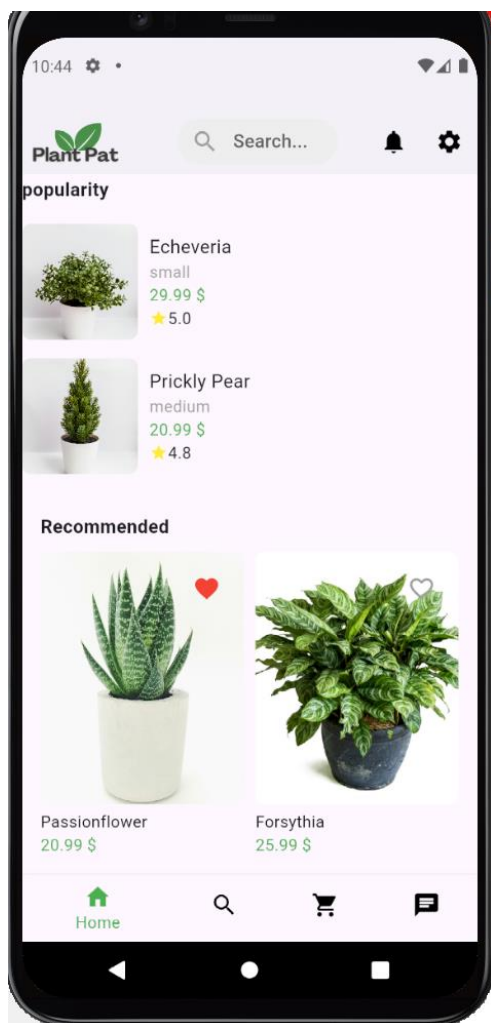 10:44
Plant Pat
Search...
popularity
Echeveria
small
29.99 $
5.0
Prickly Pear
medium
20.99 $
4.8
Recommended
Passionflower
20.99 $
Forsythia
25.99 $
Home